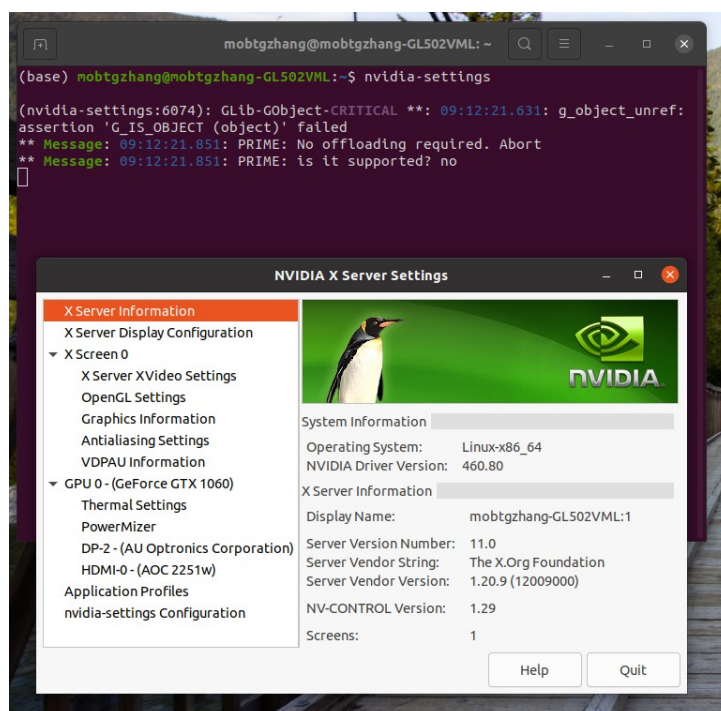 mobtgzhang@mobtgzhang-GL502VML: ~
(base) mobtgzhang@mobtgzhang-GL502VML:~$ nvidia-settings
(nvidia-settings:6074): GLib-GObject-CRITICAL **: 09:12:21.631: g_object_unref:
assertion 'G_IS_OBJECT (object)' failed
** Message: 09:12:21.851: PRIME: No offloading required. Abort
** Message: 09:12:21.851: PRIME: is it supported? no
NVIDIA X Server Settings
X Server Information
X Server Display Configuration
X Screen 0
X Server XVideo Settings
OpenGL Settings
Graphics Information
Antialiasing Settings
VDPAU Information
GPU 0 - (GeForce GTX 1060)
Thermal Settings
PowerMizer
DP-2 - (AU Optronics Corporation)
HDMI-0 - (AOC 2251w)
Application Profiles
nvidia-settings Configuration
NVIDIA.
System Information
Operating System: Linux-x86_64
NVIDIA Driver Version: 460.80
X Server Information
Display Name: mobtgzhang-GL502VML:1
Server Version Number: 11.0
Server Vendor String: The X.Org Foundation
Server Vendor Version: 1.20.9 (12009000)
NV-CONTROL Version: 1.29
Screens: 1
Help Quit